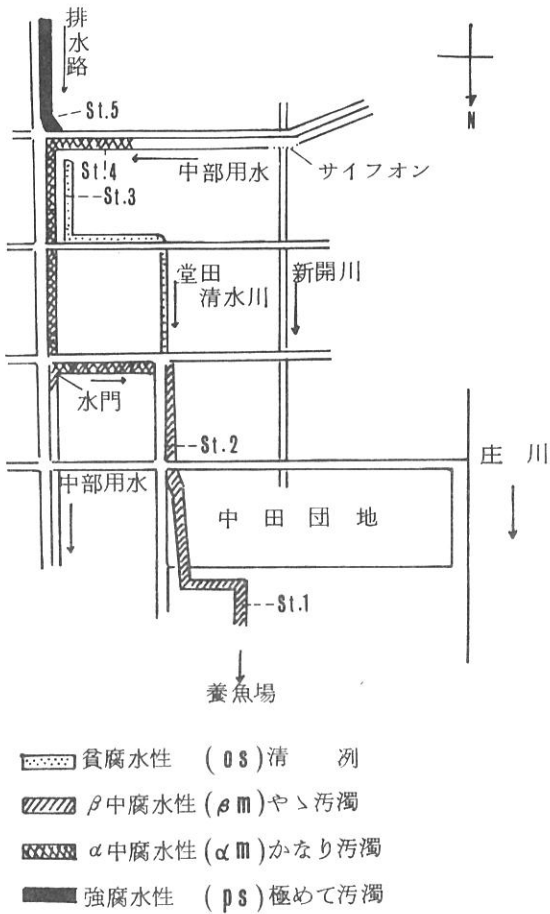 排水路
St.5
N
St.4
中部用水
サイフオン
St.3
堂田
清水川
新開川
水門
St.2
庄川
中部用水
中田団地
St.1
養魚場
貧腐水性 (os) 清 冽
β中腐水性 (βm) やゝ汚濁
α中腐水性 (αm) かなり汚濁
強腐水性 (ps) 極めて汚濁